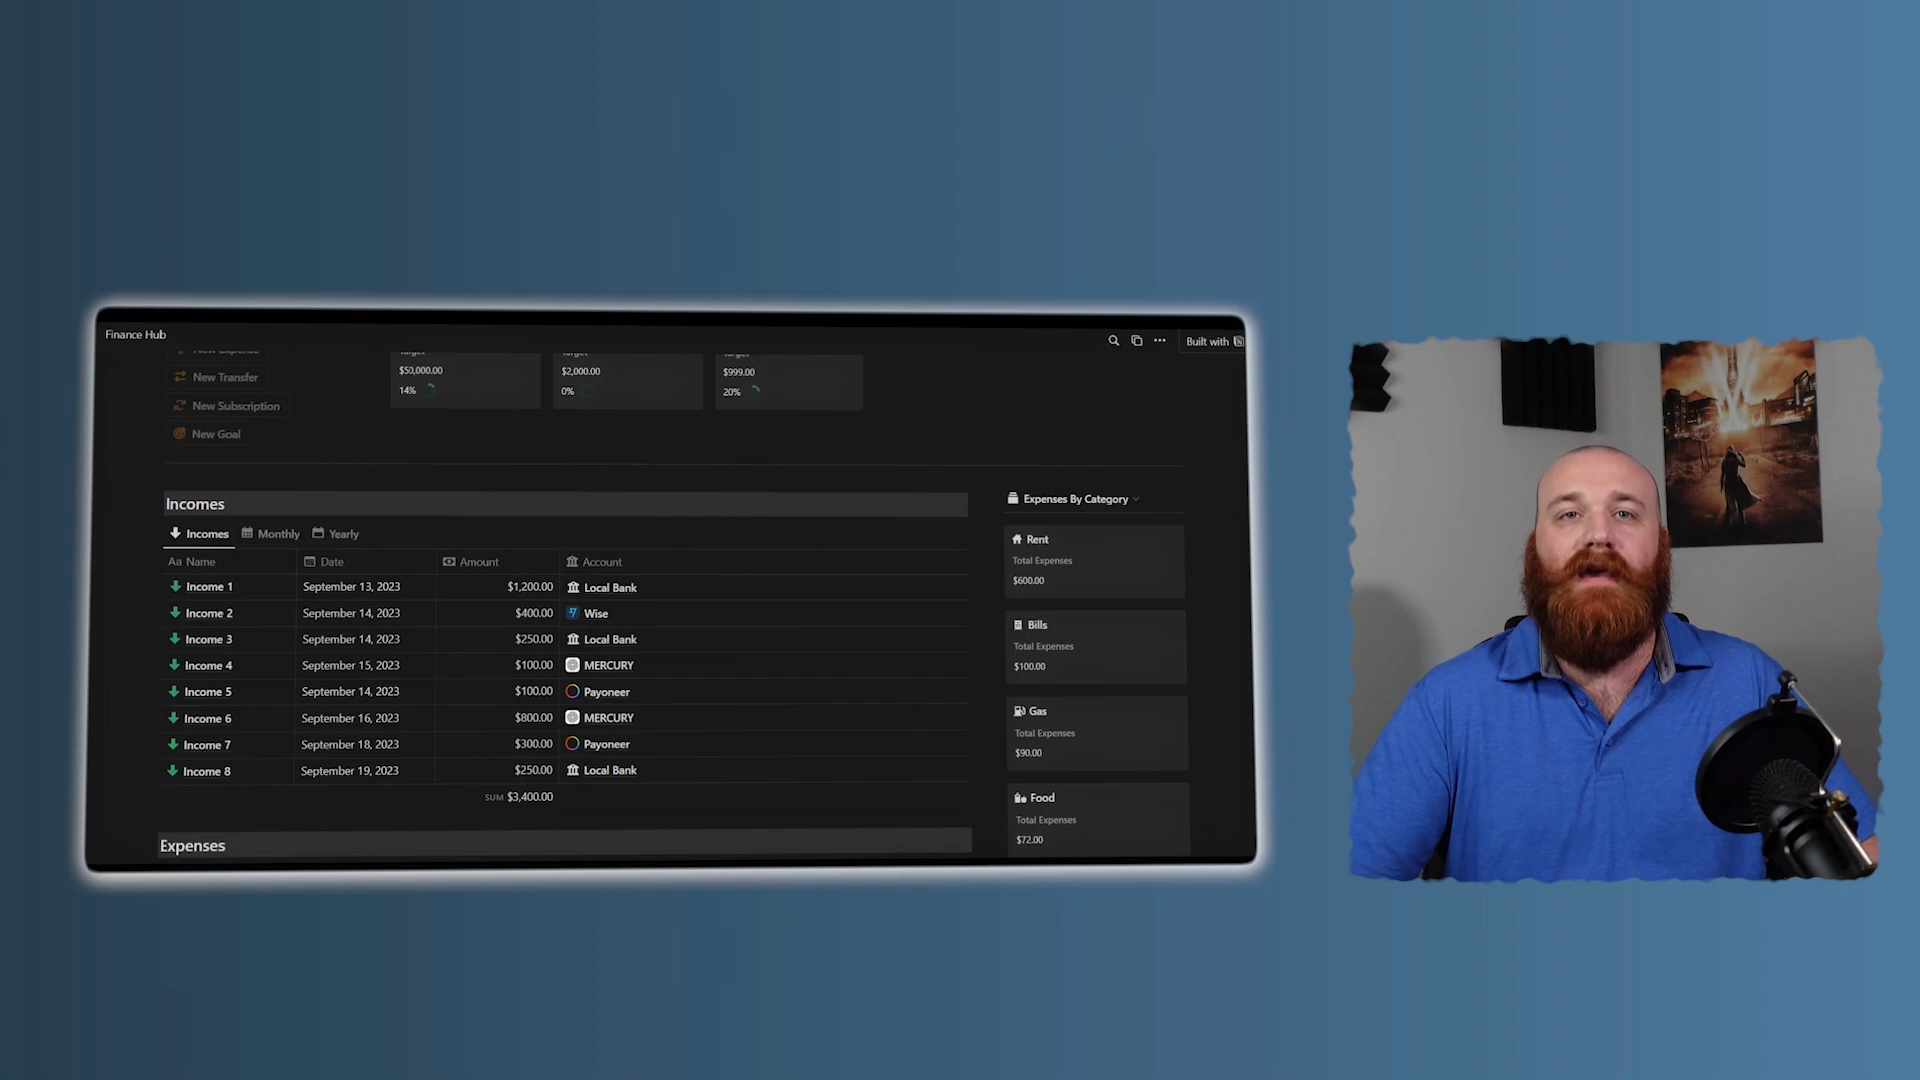 Finance Hub
Built with
New Expense
Target
Target
Target
$50,000.00
$2,000.00
$999.00
New Transfer
14%
0%
20%
New Subscription
New Goal
Incomes
Expenses By Category
Incomes Monthly Yearly
Aa Name Date Amount Account
Income 1 September 13, 2023 $1,200.00 Local Bank
Income 2 September 14, 2023 $400.00 Wise
Income 3 September 14, 2023 $250.00 Local Bank
Income 4 September 15, 2023 $100.00 MERCURY
Income 5 September 14, 2023 $100.00 Payoneer
Income 6 September 16, 2023 $800.00 MERCURY
Income 7 September 18, 2023 $300.00 Payoneer
Income 8 September 19, 2023 $250.00 Local Bank
SUM $3,400.00
Rent
Total Expenses
$600.00
Bills
Total Expenses
$100.00
Gas
Total Expenses
$90.00
Food
Total Expenses
$72.00
Expenses